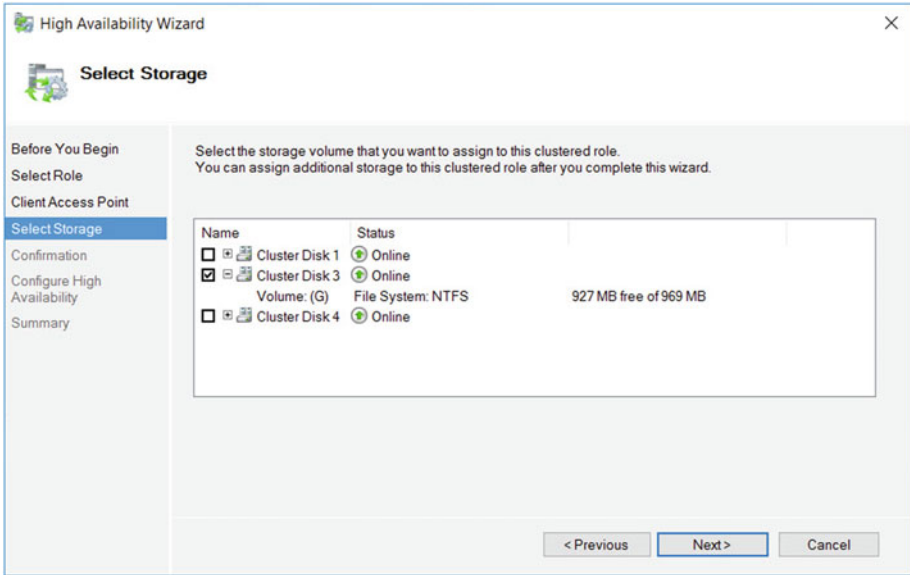 High Availability Wizard
Select Storage
Before You Begin
Select Role
Client Access Point
Select Storage
Confirmation
Configure High
Availability
Summary
Select the storage volume that you want to assign to this clustered role.
You can assign additional storage to this clustered role after you complete this wizard.
Name Status
Cluster Disk 1 Online
Cluster Disk 3 Online
Volume: (G) File System: NTFS 927 MB free of 969 MB
Cluster Disk 4 Online
< Previous Next > Cancel